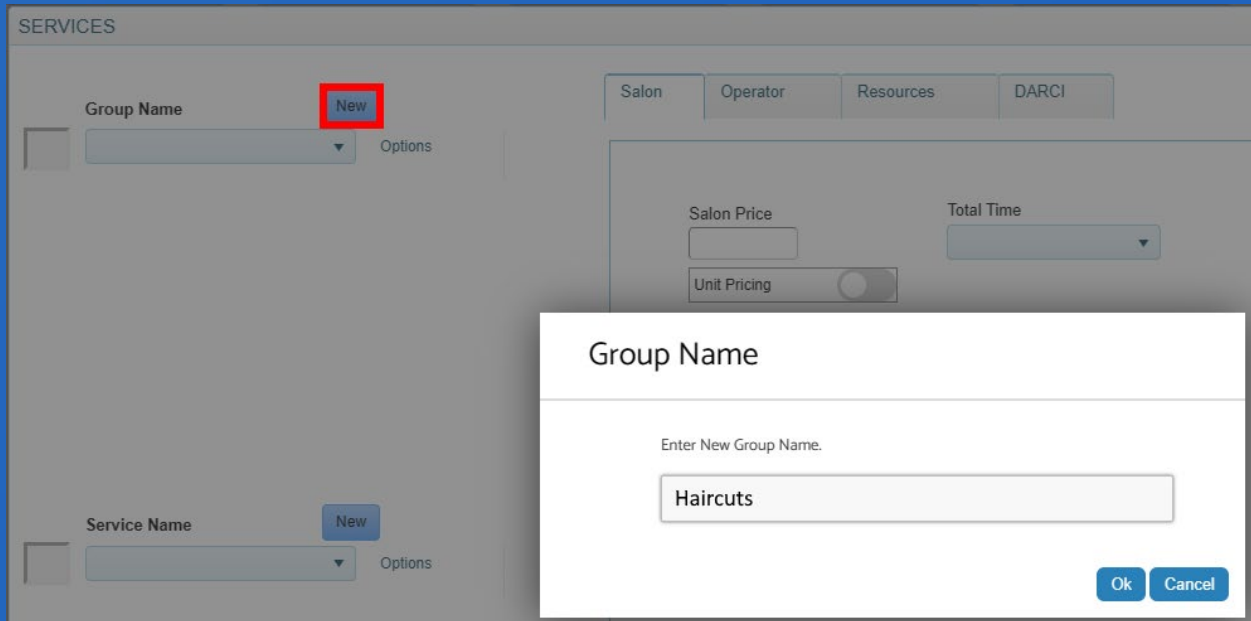 SERVICES
Group Name
New
Options
Salon
Operator
Resources
DARCI
Salon Price
Total Time
Unit Pricing
Group Name
Enter New Group Name.
Haircuts
Ok
Cancel
Service Name
New
Options